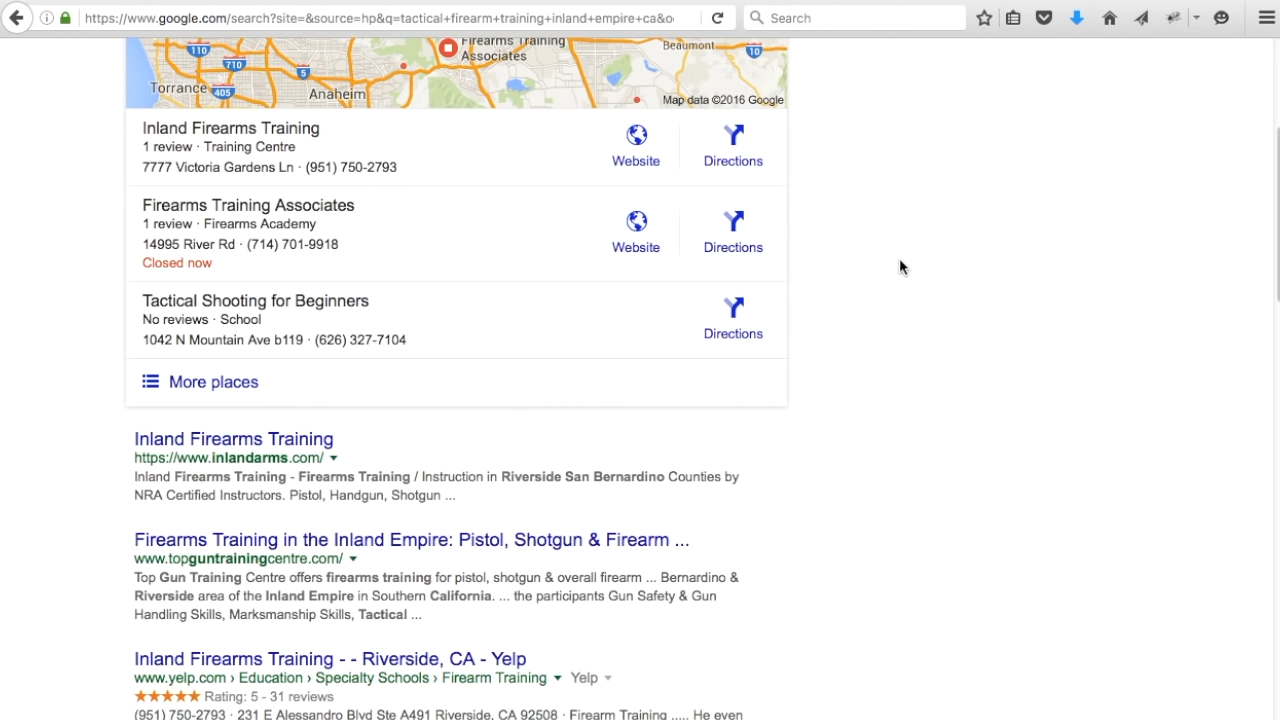 https://www.google.com/search?site=&source=hp&q=tactical+firearm+training+inland+empire+ca&o
Search
110
710
5
Torrance
405
Anaheim
Firearms Training
Associates
Beaumont
10
Map data ©2016 Google
Inland Firearms Training
1 review · Training Centre
7777 Victoria Gardens Ln · (951) 750-2793
Website
Directions
Firearms Training Associates
1 review · Firearms Academy
14995 River Rd · (714) 701-9918
Closed now
Website
Directions
Tactical Shooting for Beginners
No reviews · School
1042 N Mountain Ave b119 · (626) 327-7104
Directions
More places
Inland Firearms Training
https://www.inlandarms.com/
Inland Firearms Training - Firearms Training / Instruction in Riverside San Bernardino Counties by
NRA Certified Instructors. Pistol, Handgun, Shotgun ...
Firearms Training in the Inland Empire: Pistol, Shotgun & Firearm ...
www.topguntrainingcentre.com/
Top Gun Training Centre offers firearms training for pistol, shotgun & overall firearm ... Bernardino &
Riverside area of the Inland Empire in Southern California. ... the participants Gun Safety & Gun
Handling Skills, Marksmanship Skills, Tactical ...
Inland Firearms Training - - Riverside, CA - Yelp
www.yelp.com › Education › Specialty Schools › Firearm Training Yelp
Rating: 5 - 31 reviews
(951) 750-2793 · 231 E Alessandro Blvd Ste A491 Riverside, CA 92508 · Firearm Training ..... He even